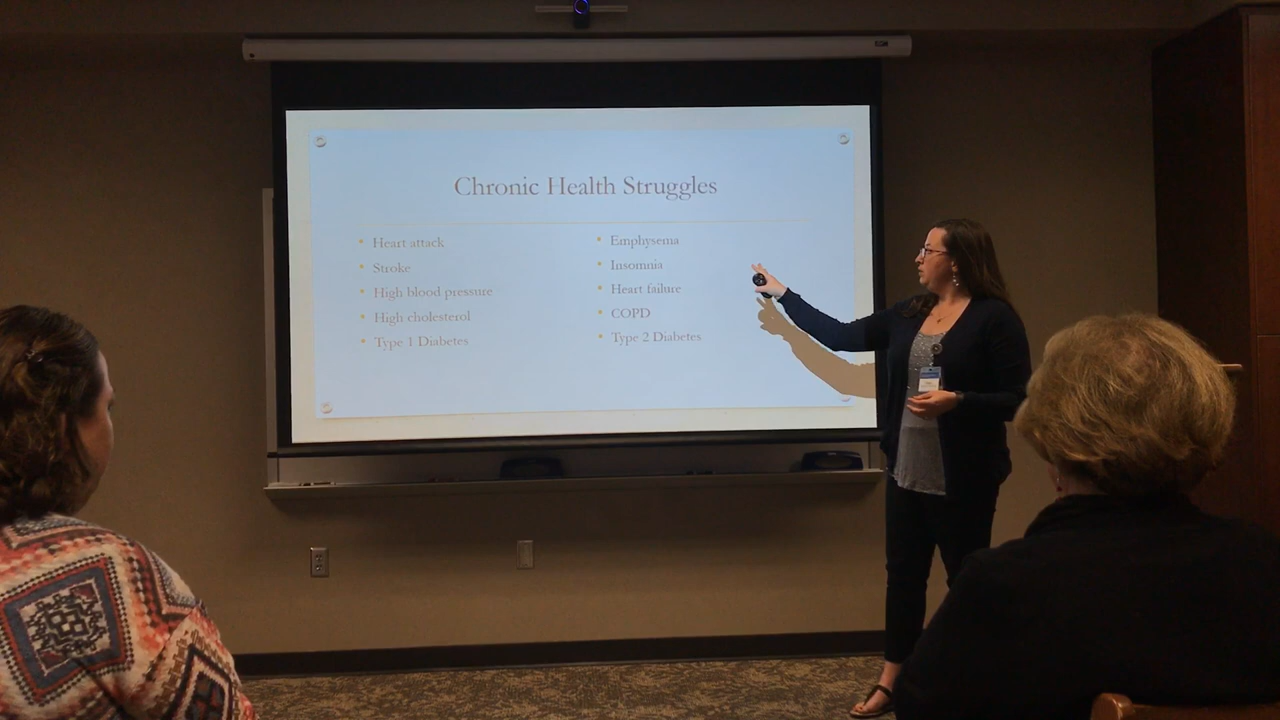 Chronic Health Struggles
Heart attack
Stroke
High blood pressure
High cholesterol
Type 1 Diabetes
Emphysema
Insomnia
Heart failure
COPD
Type 2 Diabetes